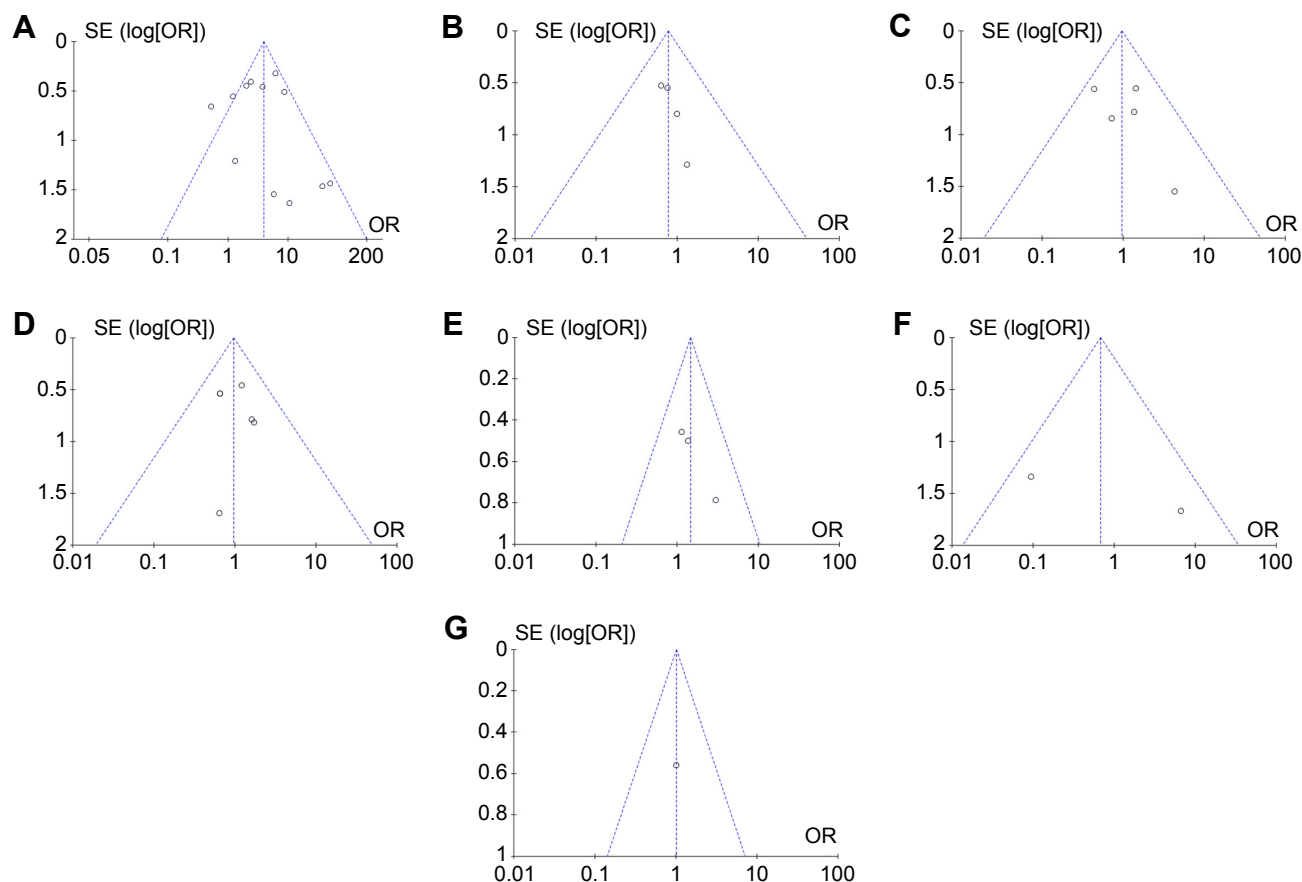 A SE (log[OR])
0
0.5
1
1.5
2
OR
0.05 0.1 1 10 200
B SE (log[OR])
0
0.5
1
1.5
2
OR
0.01 0.1 1 10 100
C SE (log[OR])
0
0.5
1
1.5
2
OR
0.01 0.1 1 10 100
D SE (log[OR])
0
0.5
1
1.5
2
OR
0.01 0.1 1 10 100
E SE (log[OR])
0
0.2
0.4
0.6
0.8
1
OR
0.01 0.1 1 10 100
F SE (log[OR])
0
0.5
1
1.5
2
OR
0.01 0.1 1 10 100
G SE (log[OR])
0
0.2
0.4
0.6
0.8
1
OR
0.01 0.1 1 10 100